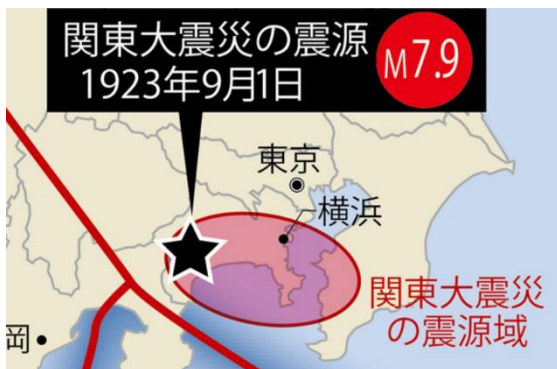 関東大震災の震源
1923年9月1日
M7.9
東京
横浜
関東大震災
の震源域
岡